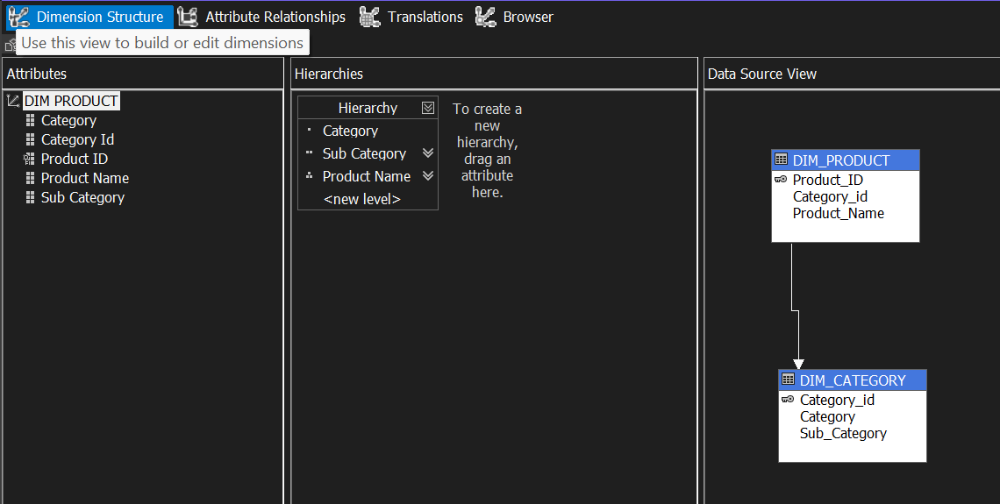 Dimension Structure
Attribute Relationships
Translations
Browser
Use this view to build or edit dimensions
Attributes
DIM PRODUCT
Category
Category Id
Product ID
Product Name
Sub Category
Hierarchies
Hierarchy
Category
Sub Category
Product Name
<new level>
To create a
new
hierarchy,
drag an
attribute
here.
Data Source View
DIM_PRODUCT
Product_ID
Category_id
Product_Name
DIM_CATEGORY
Category_id
Category
Sub_Category